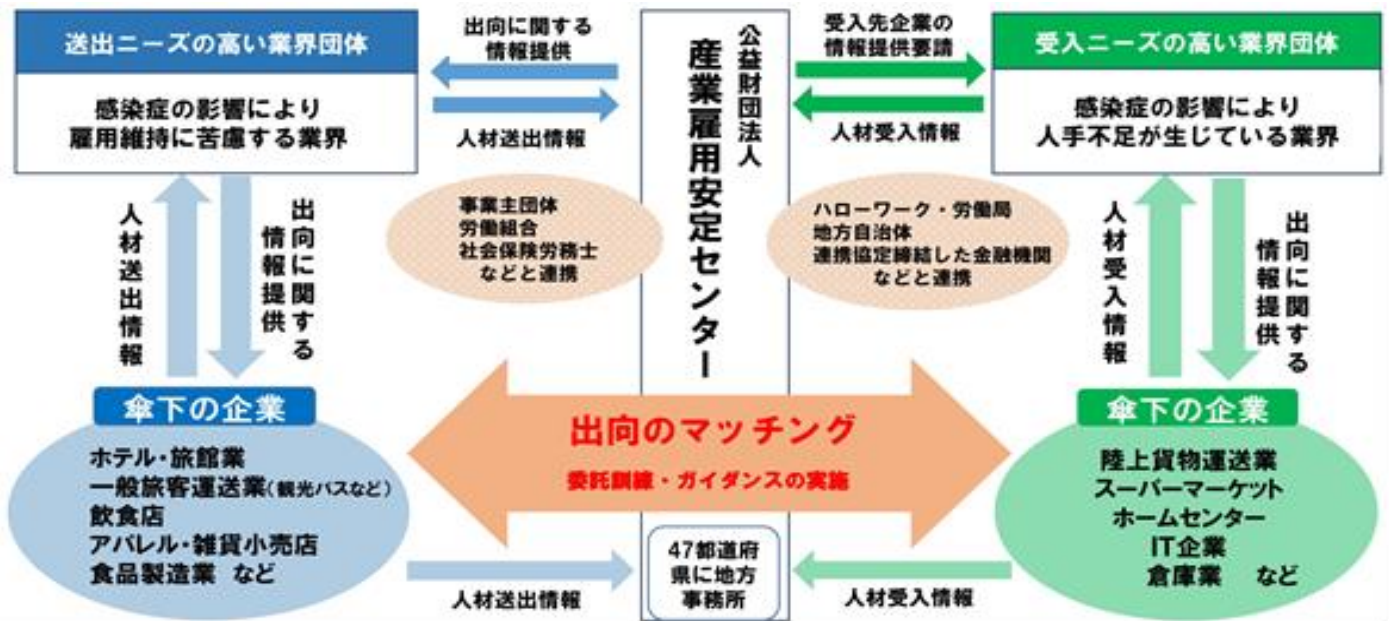 送出ニーズの高い業界団体
感染症の影響により
雇用維持に苦慮する業界
出向に関する
情報提供
人材送出情報
公益財団法人
産業雇用安定センター
受入先企業の
情報提供要請
人材受入情報
受入ニーズの高い業界団体
感染症の影響により
人手不足が生じている業界
事業主団体
労働組合
社会保険労務士
などと連携
ハローワーク・労働局
地方自治体
連携協定締結した金融機関
などと連携
人材送出情報
出向に関する
情報提供
人材受入情報
出向に関する
情報提供
傘下の企業
ホテル・旅館業
一般旅客運送業(観光バスなど)
飲食店
アパレル・雑貨小売店
食品製造業 など
出向のマッチング
委託訓練・ガイダンスの実施
傘下の企業
陸上貨物運送業
スーパーマーケット
ホームセンター
IT企業
倉庫業 など
人材送出情報
47都道府
県に地方
事務所
人材受入情報